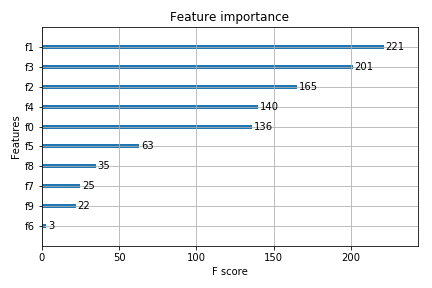 Feature importance
f1 221
f3 201
f2 165
f4 140
f0 136
f5 63
f8 35
f7 25
f9 22
f6 3
Features
0 50 100 150 200
F score